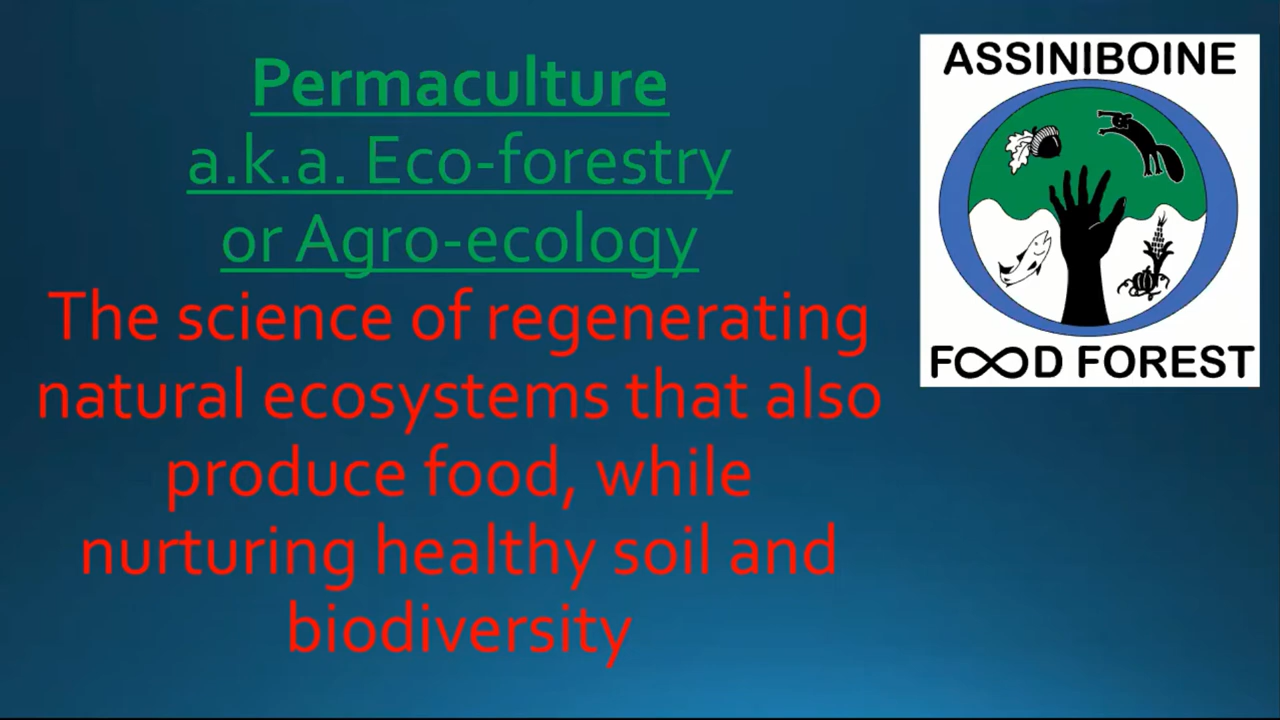 Permaculture
a.k.a. Eco-forestry
or Agro-ecology
The science of regenerating
natural ecosystems that also
produce food, while
nurturing healthy soil and
biodiversity
ASSINIBOINE
FOOD FOREST